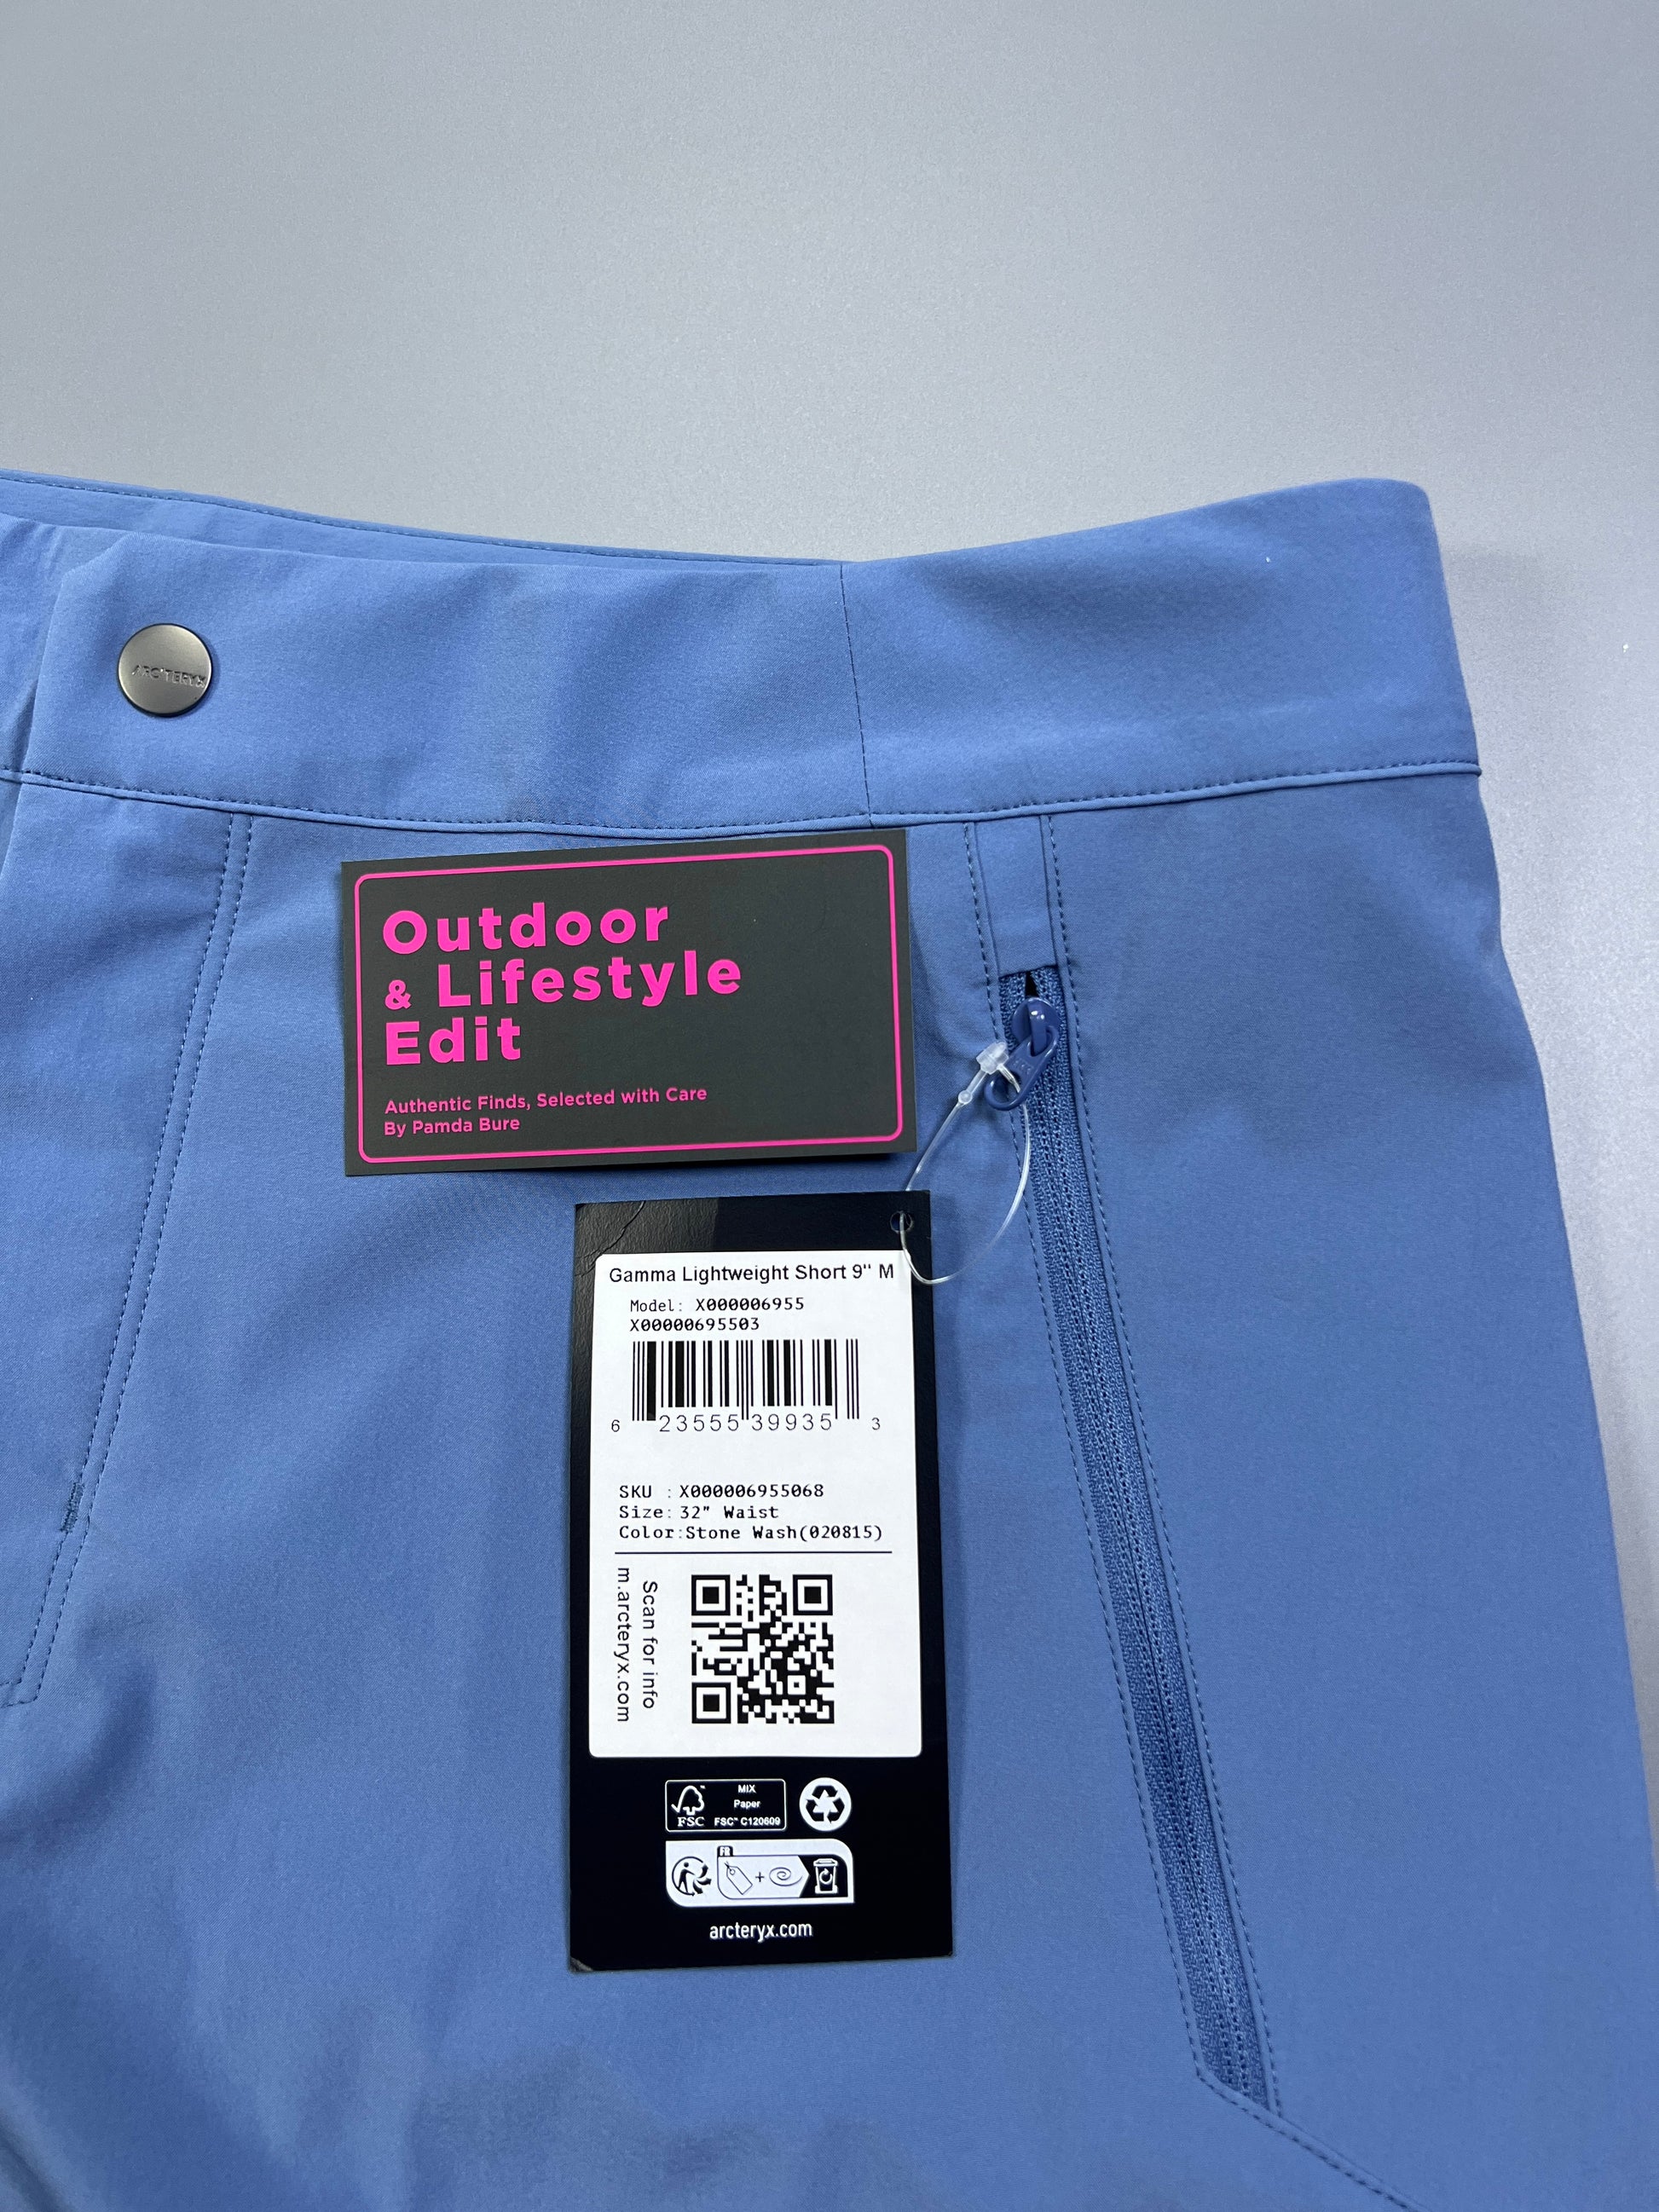 ARC'TERYX
Outdoor
& Lifestyle
Edit
Authentic Finds, Selected with Care
By Pamda Bure
Gamma Lightweight Short 9" M
Model: X000006955
X00000695503
6 23555 39935 3
SKU : X000006955068
Size: 32" Waist
Color:Stone Wash(020815)
Scan for info
m.arcteryx.com
MIX
Paper
FSC
FSC™ C120609
FR
arcteryx.com